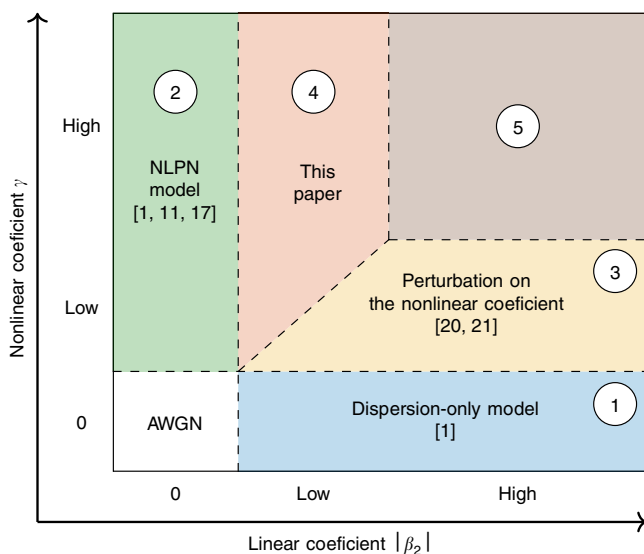 2
4
5
High
NLPN
model
[1, 11, 17]
This
paper
3
Perturbation on
the nonlinear coeficient
[20, 21]
Low
Nonlinear coeficient γ
1
Dispersion-only model
[1]
0
AWGN
0
Low
High
Linear coeficient |β₂|